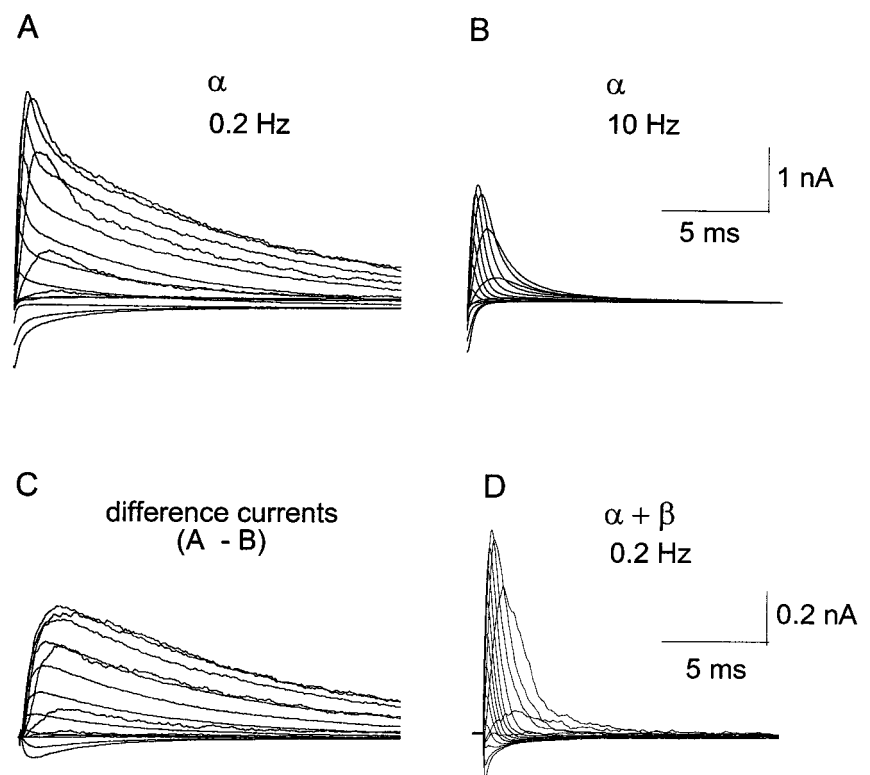 A
α
0.2 Hz
B
α
10 Hz
1 nA
5 ms
C
difference currents
(A - B)
D
α + β
0.2 Hz
0.2 nA
5 ms